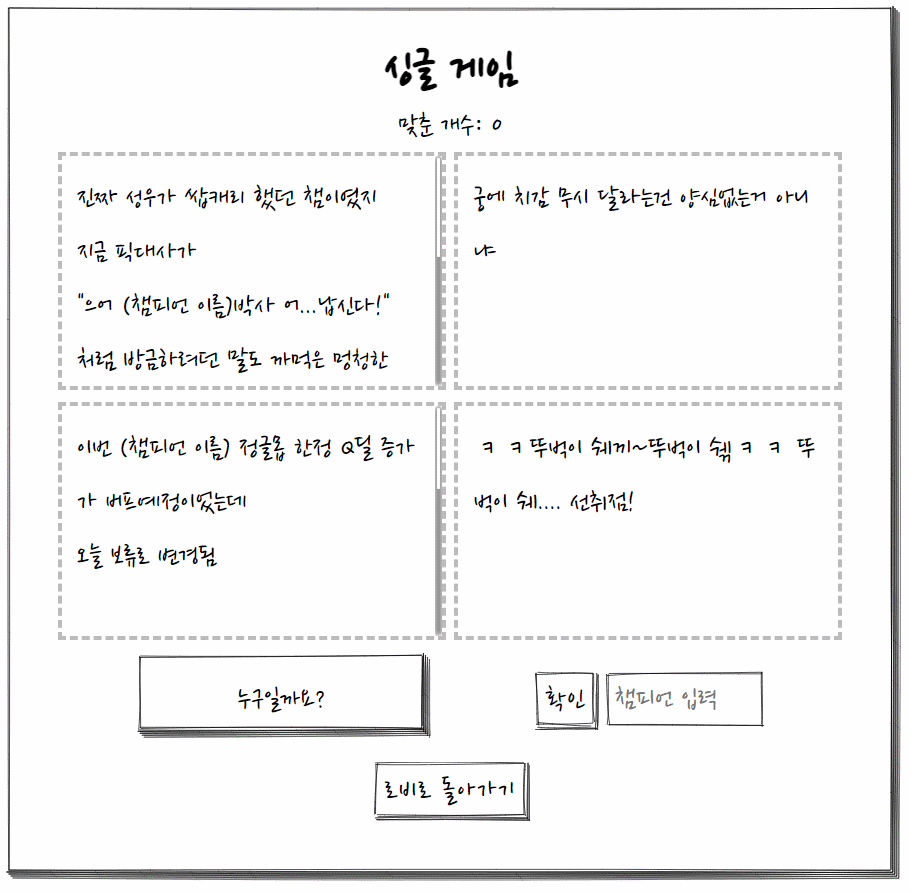 싱글 게임
맞춘 개수: 0
진짜 성우가 쌉캐리 했던 챔이였지
지금 픽대사가
"으어 (챔피언 이름)박사 어...납신다!"
처럼 방금하려던 말도 까먹은 멍청한
궁에 치감 무시 달라는건 양심없는거 아니
냐
이번 (챔피언 이름) 정글몹 한정 Q딜 증가
가 버프예정이었는데
오늘 보류로 변경됨
ㅋ ㅋ 뚜벅이 쉐끼~뚜벅이 쉨 ㅋ ㅋ 뚜
벅이 쉐.... 선취점!
누구일까요?
확인
챔피언 입력
로비로 돌아가기